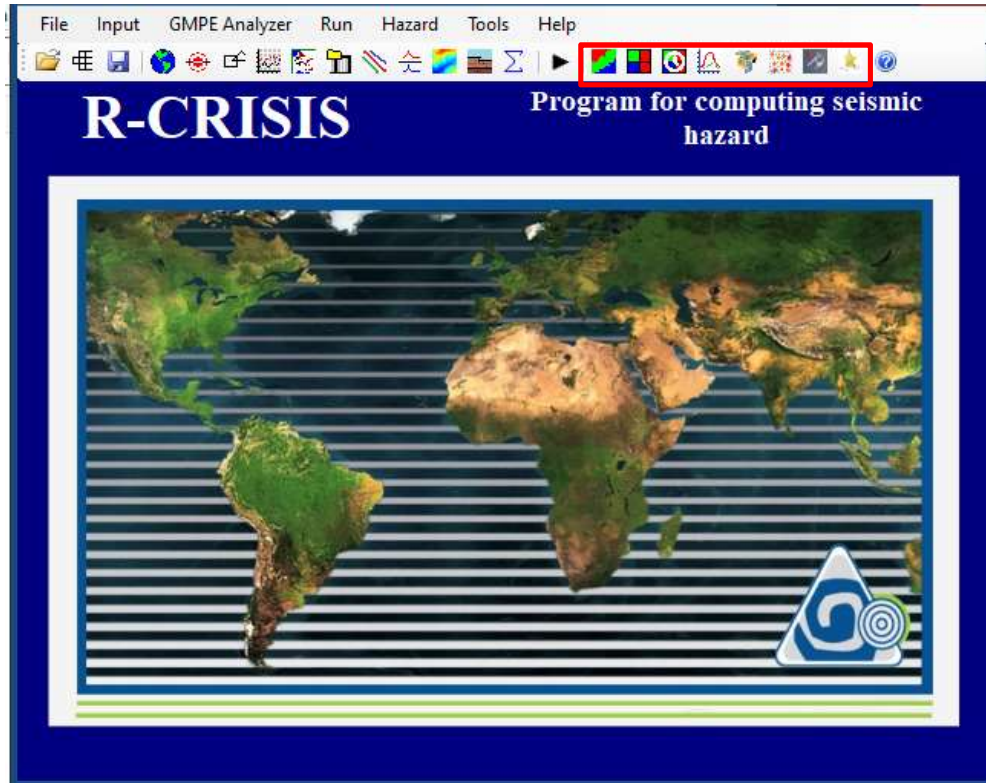 File Input GMPE Analyzer Run Hazard Tools Help
R-CRISIS
Program for computing seismic
hazard